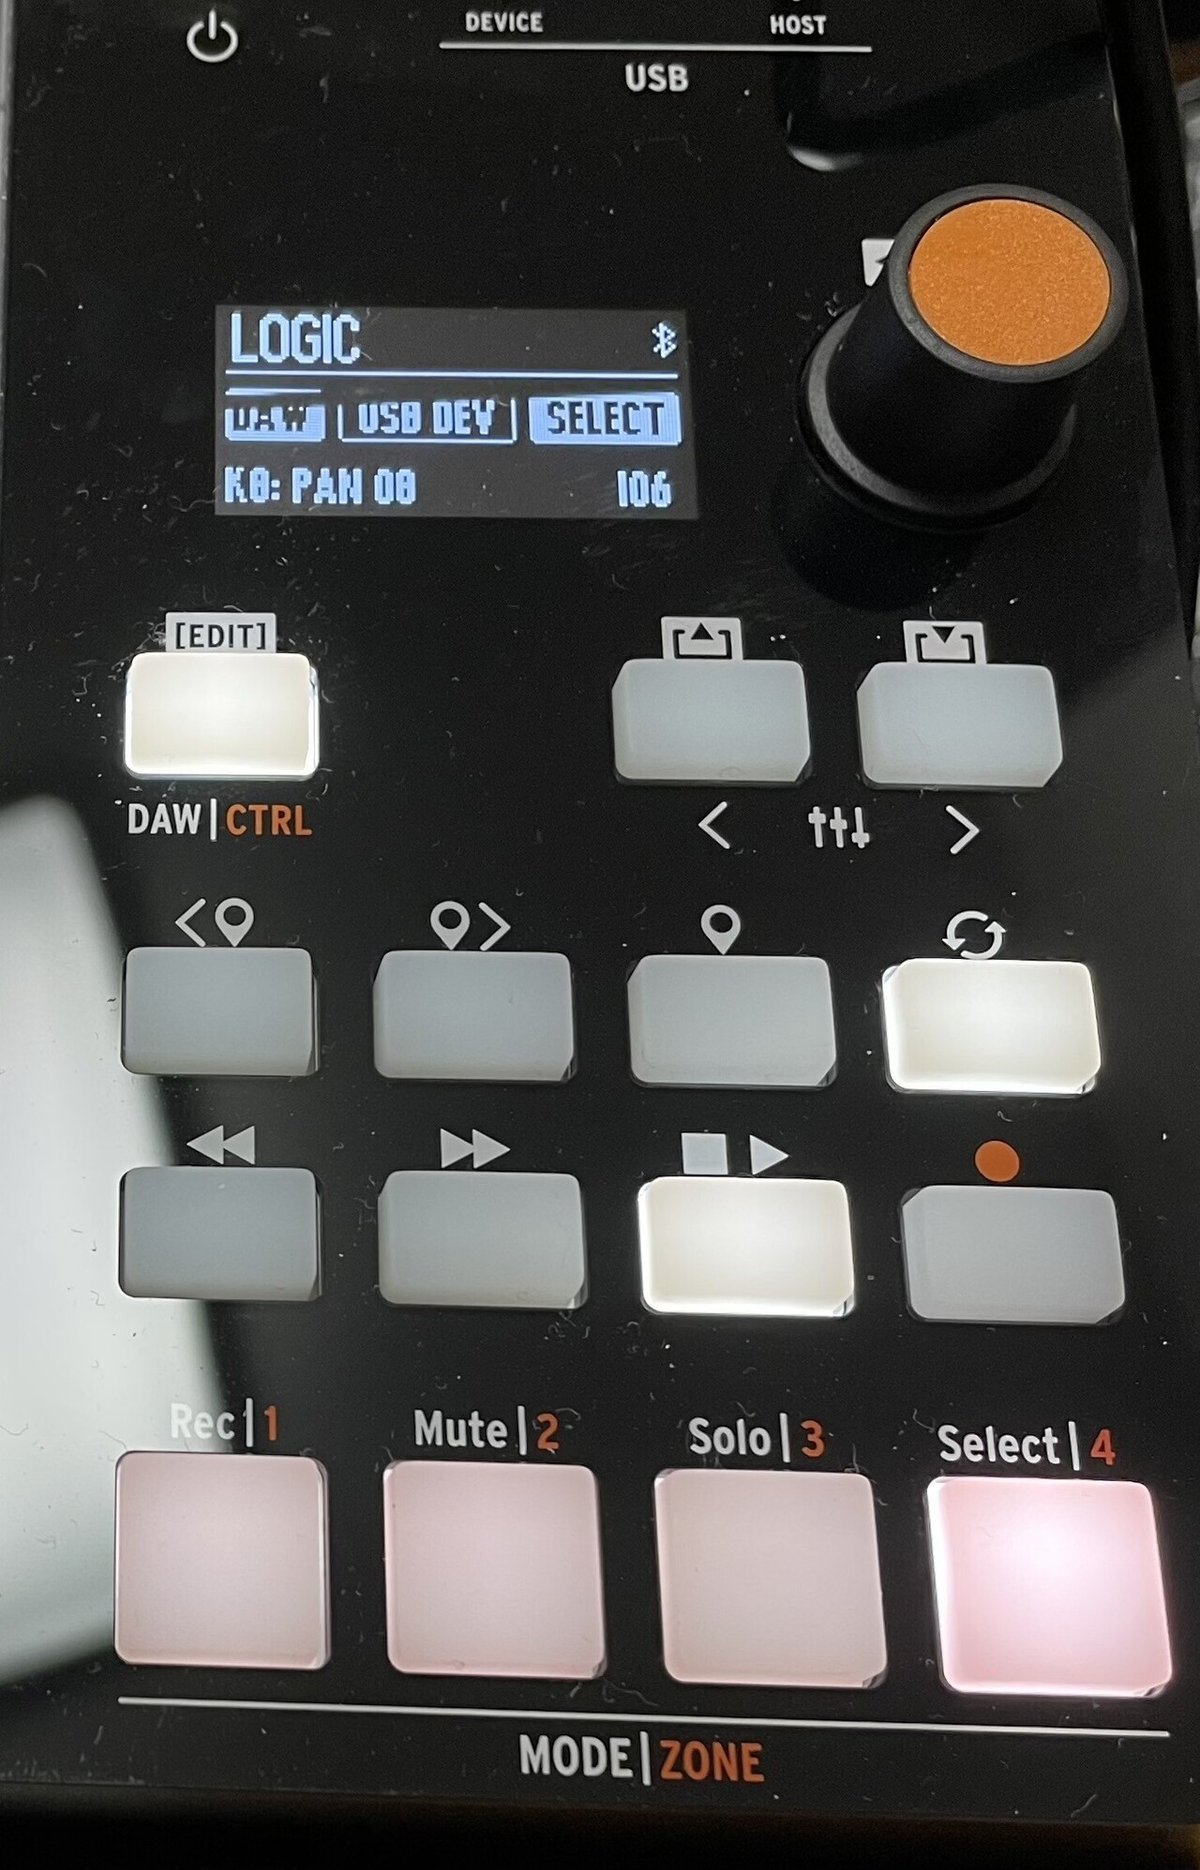 DEVICE HOST
USB
LOGIC
DAW USB DEV SELECT
K8: PAN 08 106
[EDIT]
DAW|CTRL
Rec|1 Mute|2 Solo|3 Select|4
MODE|ZONE